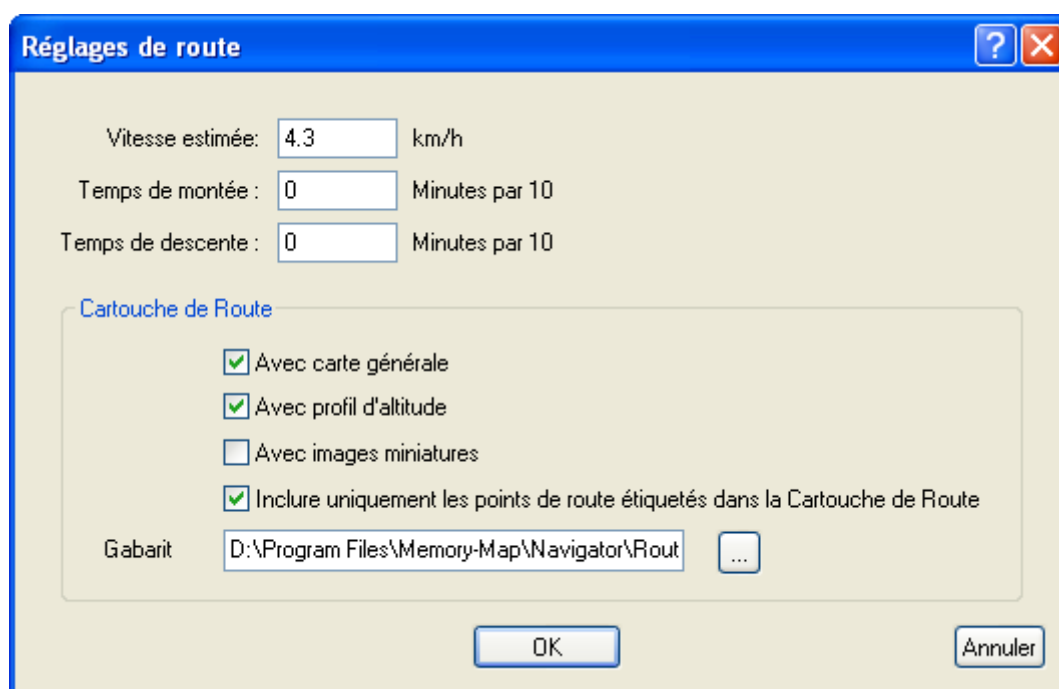 Réglages de route
Vitesse estimée: 4.3 km/h
Temps de montée : 0 Minutes par 10
Temps de descente : 0 Minutes par 10
Cartouche de Route
Avec carte générale
Avec profil d'altitude
Avec images miniatures
Inclure uniquement les points de route étiquetés dans la Cartouche de Route
Gabarit D:\Program Files\Memory-Map\Navigator\Rout ...
OK Annuler